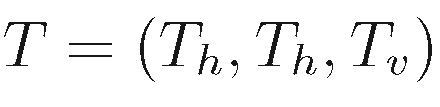 T = (T_h, T_h, T_v)